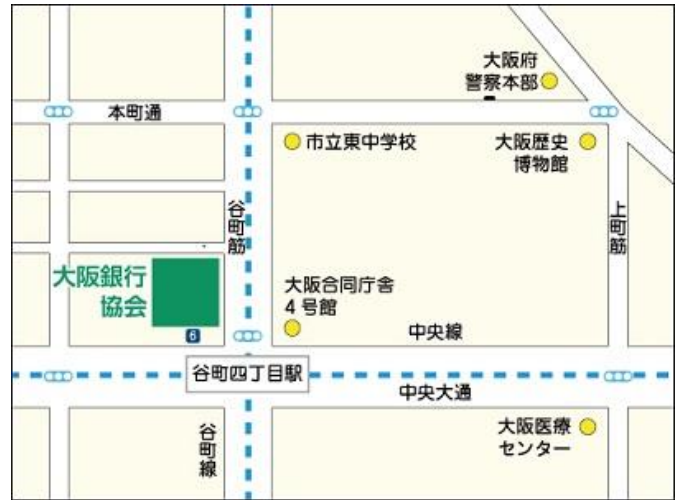 大阪府
警察本部
本町通
市立東中学校
大阪歴史
博物館
谷町筋
上町筋
大阪銀行
協会
大阪合同庁舎
4号館
6
中央線
谷町四丁目駅
中央大通
谷町線
大阪医療
センター